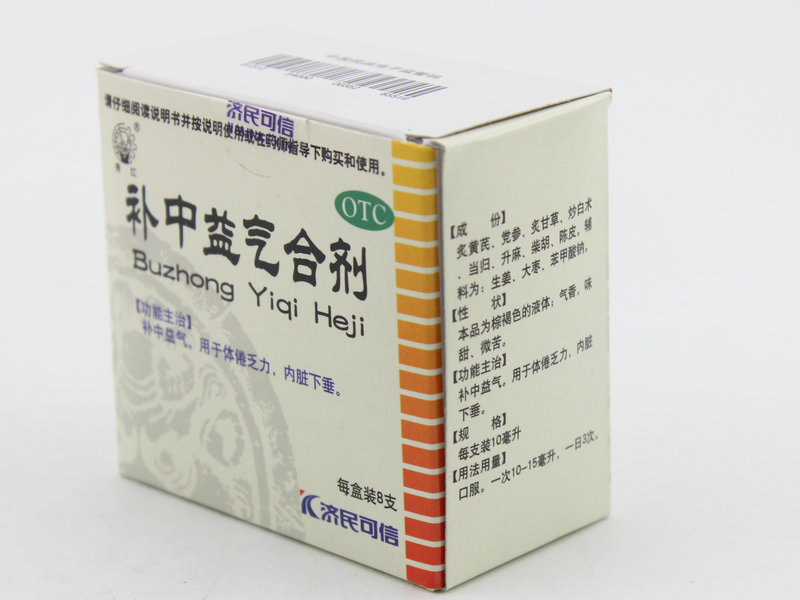 济民可信
请仔细阅读说明书并按说明使用或在药师指导下购买和使用。
OTC
补中益气合剂
Buzhong Yiqi Heji
【功能主治】
补中益气。用于体倦乏力，内脏下垂。
每盒装8支
济民可信
【成 份】
炙黄芪、党参、炙甘草、炒白术
、当归、升麻、柴胡、陈皮。辅
料为：生姜、大枣、苯甲酸钠。
【性 状】
本品为棕褐色的液体；气香，味
甜、微苦。
【功能主治】
补中益气。用于体倦乏力，内脏
下垂。
【规 格】
每支装10毫升
【用法用量】
口服。一次10-15毫升，一日3次。